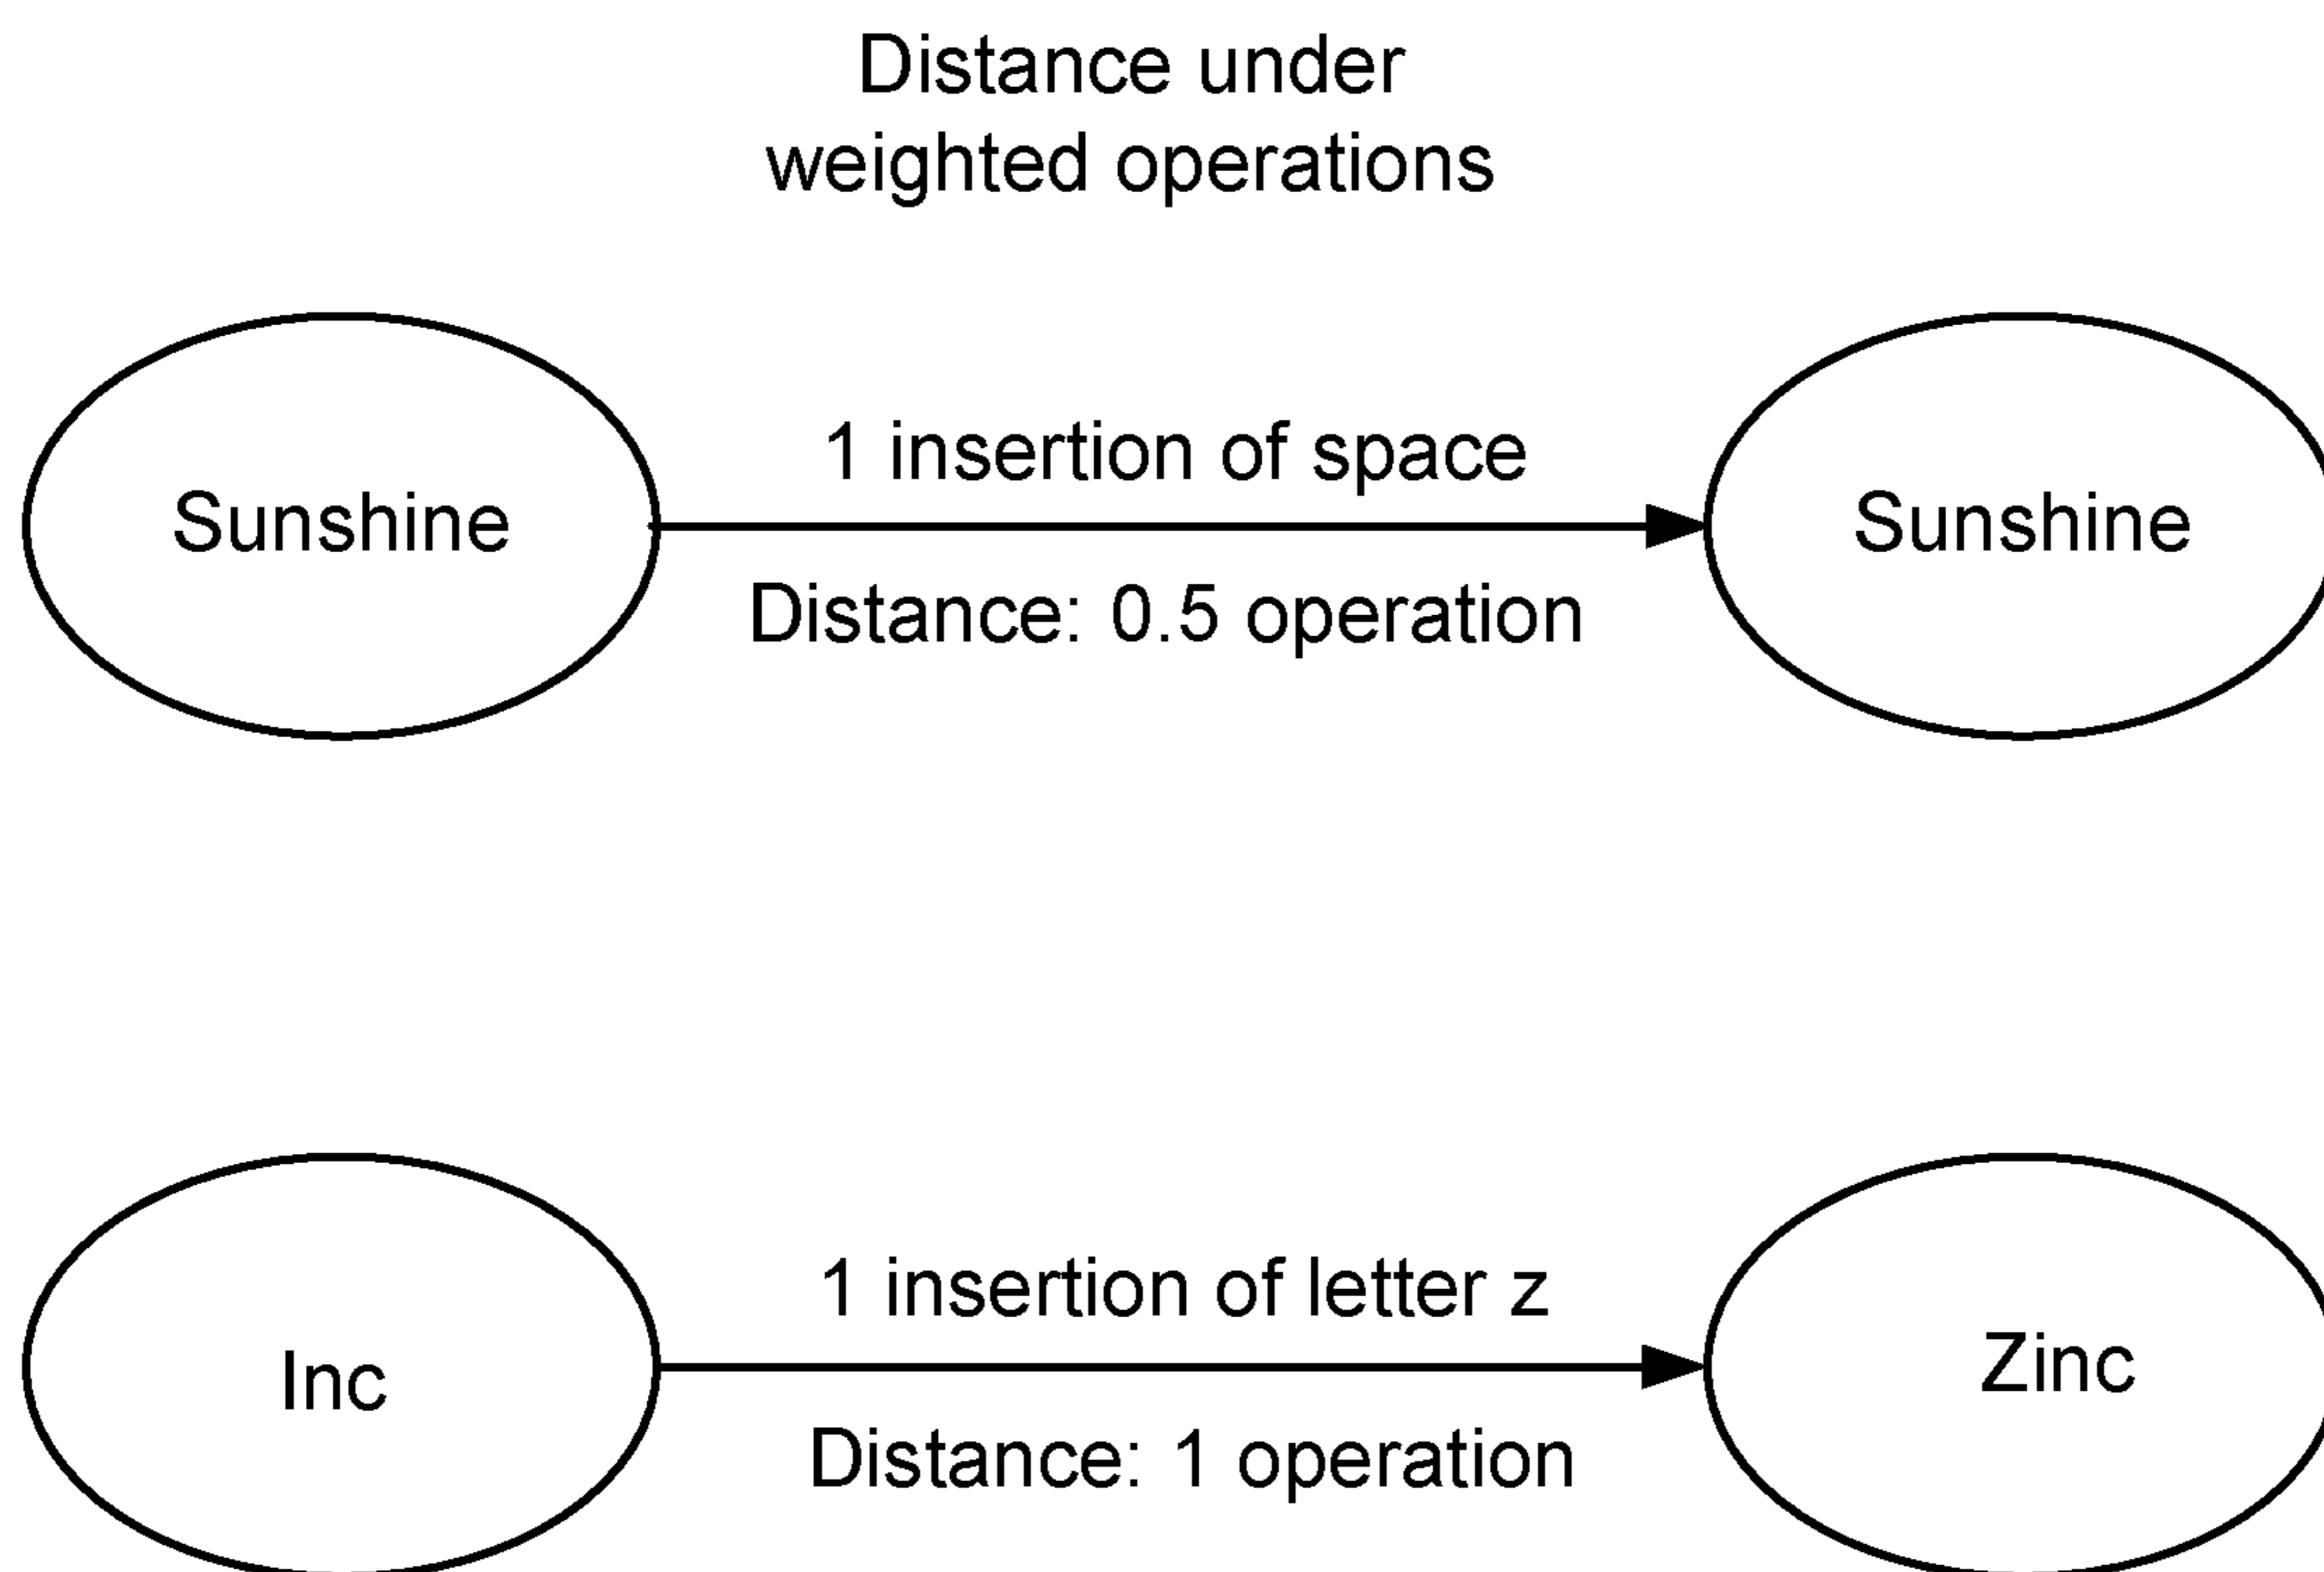 Distance under
weighted operations
1 insertion of space
Sunshine
Sunshine
Distance: 0.5 operation
1 insertion of letter z
Inc
Zinc
Distance: 1 operation